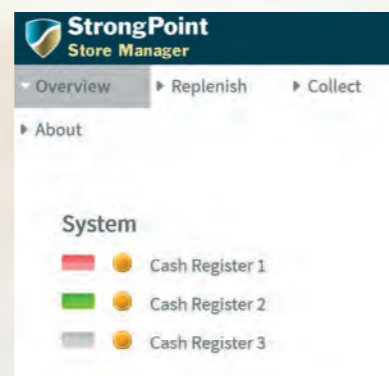 StrongPoint
Store Manager
Overview
Replenish
Collect
About
System
Cash Register 1
Cash Register 2
Cash Register 3